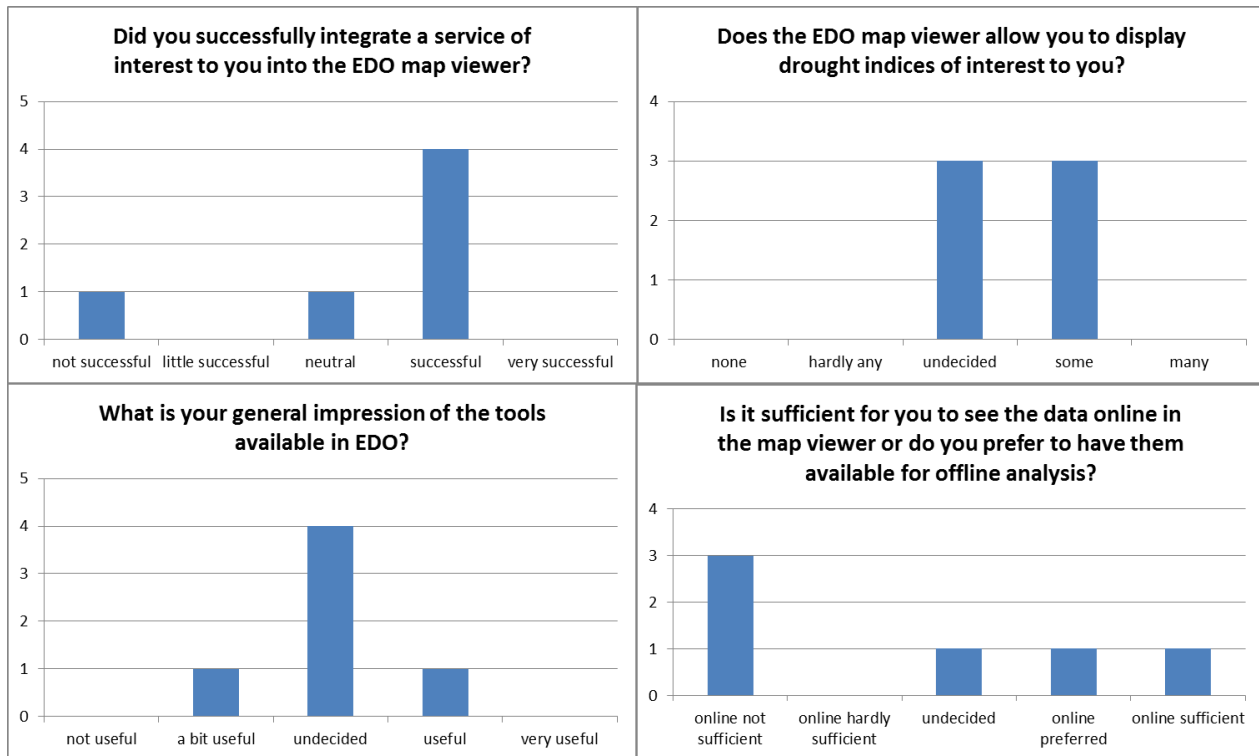 Did you successfully integrate a service of
interest to you into the EDO map viewer?
5
4
3
2
1
0
not successful little successful neutral successful very successful
Does the EDO map viewer allow you to display
drought indices of interest to you?
4
3
2
1
0
none hardly any undecided some many
What is your general impression of the tools
available in EDO?
5
4
3
2
1
0
not useful a bit useful undecided useful very useful
Is it sufficient for you to see the data online in
the map viewer or do you prefer to have them
available for offline analysis?
4
3
2
1
0
online not online hardly undecided online online sufficient
sufficient sufficient preferred